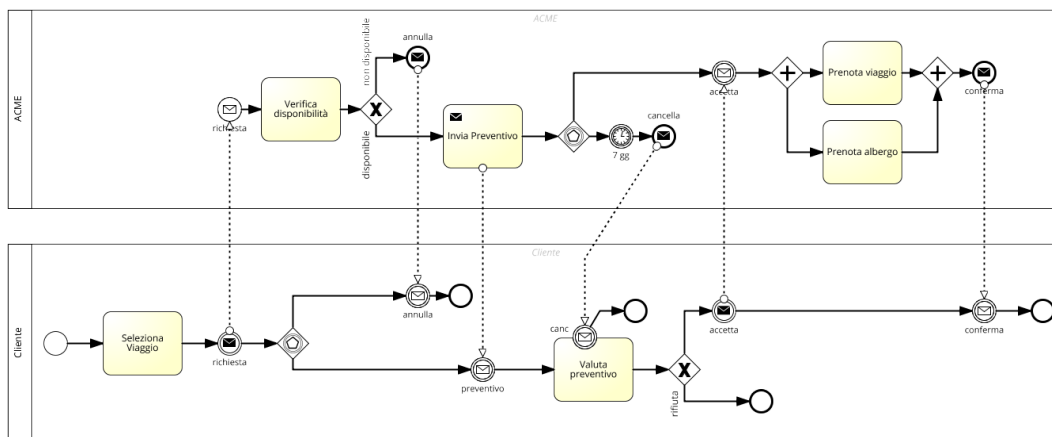 ACME
ACME
annulla
non disponibile
Verifica
disponibilità
richiesta
disponibile
Invia Preventivo
7 gg
cancella
accetta
Prenota viaggio
Prenota albergo
conferma
Cliente
Cliente
Seleziona
Viaggio
richiesta
annulla
preventivo
canc
Valuta
preventivo
accetta
rifiuta
conferma